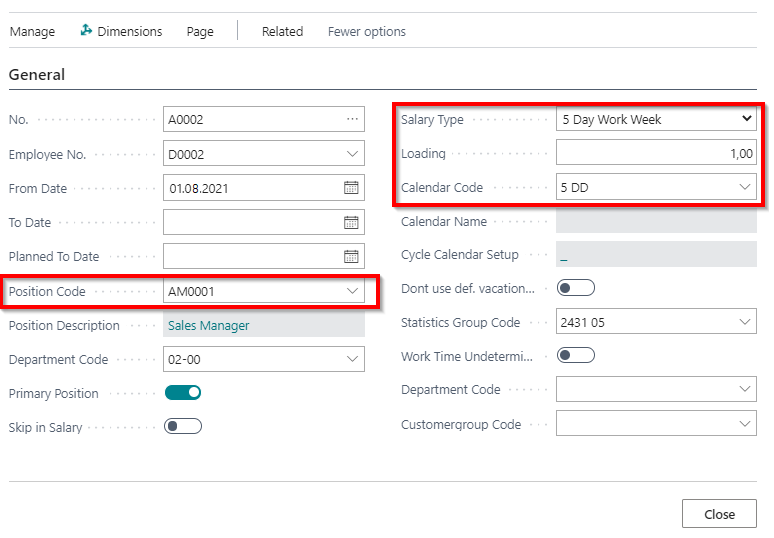 Manage Dimensions Page Related Fewer options
General
No. A0002 ...
Employee No. D0002
From Date 01.08.2021
To Date
Planned To Date
Position Code AM0001
Position Description Sales Manager
Department Code 02-00
Primary Position
Skip in Salary
Salary Type 5 Day Work Week
Loading 1,00
Calendar Code 5 DD
Calendar Name
Cycle Calendar Setup _
Dont use def. vacation...
Statistics Group Code 2431 05
Work Time Undetermi...
Department Code
Customergroup Code
Close